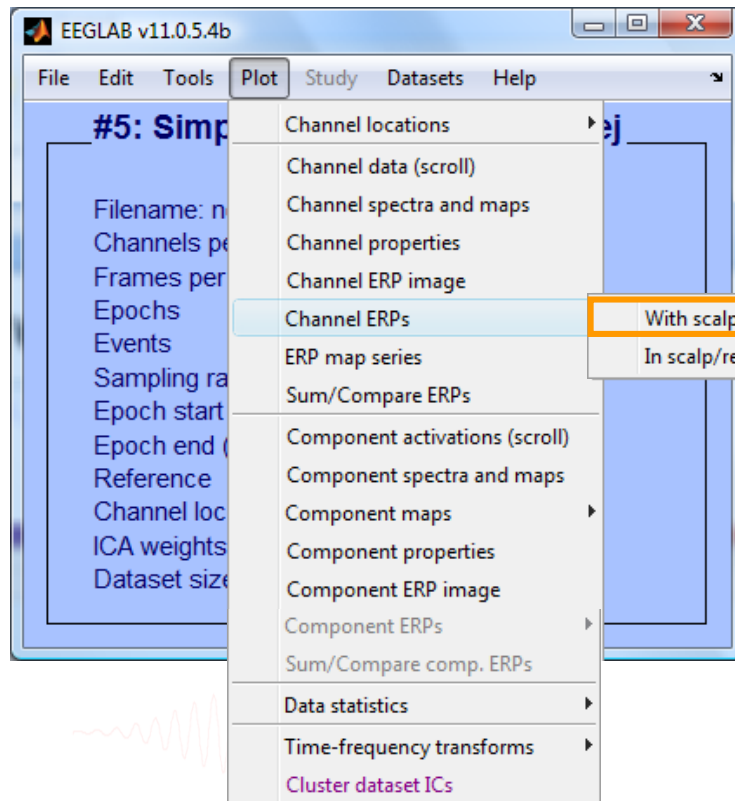 EEGLAB v11.0.5.4b
File Edit Tools Plot Study Datasets Help
#5: Simp
ej
Filename: n
Channels pe
Frames per
Epochs
Events
Sampling ra
Epoch start
Epoch end (
Reference
Channel loc
ICA weights
Dataset size
Channel locations
Channel data (scroll)
Channel spectra and maps
Channel properties
Channel ERP image
Channel ERPs
ERP map series
Sum/Compare ERPs
Component activations (scroll)
Component spectra and maps
Component maps
Component properties
Component ERP image
Component ERPs
Sum/Compare comp. ERPs
Data statistics
Time-frequency transforms
Cluster dataset ICs
With scalp
In scalp/re